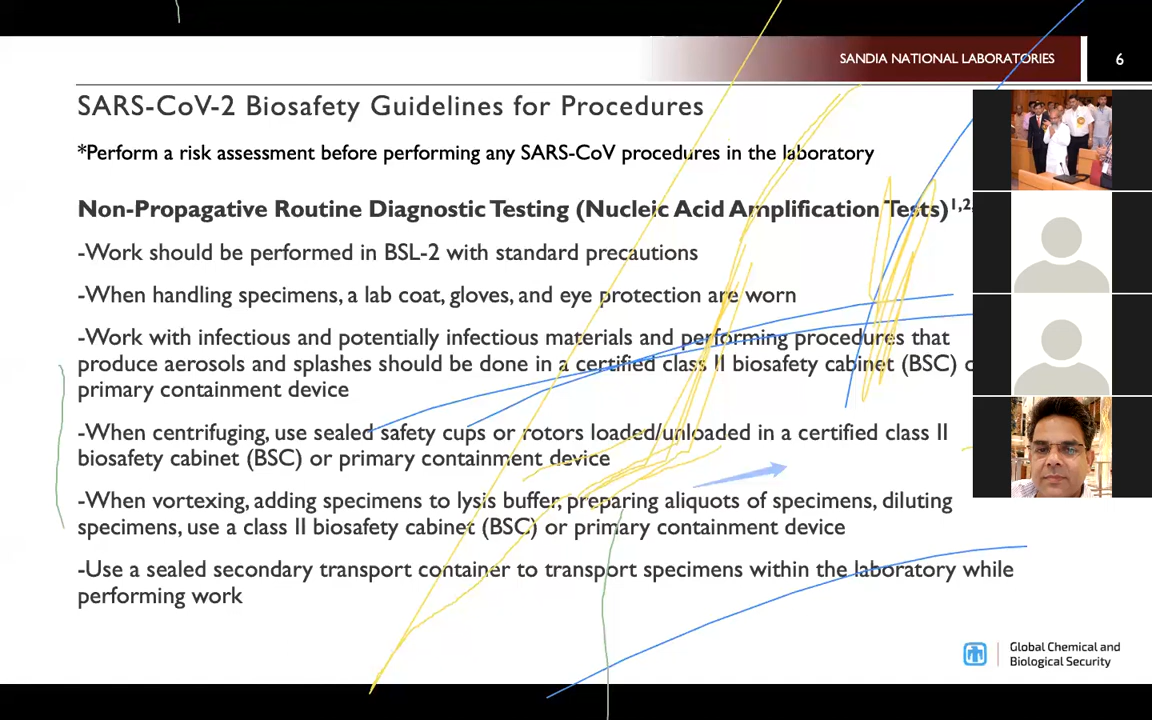 SANDIA NATIONAL LABORATORIES
6
SARS-CoV-2 Biosafety Guidelines for Procedures
*Perform a risk assessment before performing any SARS-CoV procedures in the laboratory
Non-Propagative Routine Diagnostic Testing (Nucleic Acid Amplification Tests)1,2,
-Work should be performed in BSL-2 with standard precautions
-When handling specimens, a lab coat, gloves, and eye protection are worn
-Work with infectious and potentially infectious materials and performing procedures that
produce aerosols and splashes should be done in a certified class II biosafety cabinet (BSC)
primary containment device
-When centrifuging, use sealed safety cups or rotors loaded/unloaded in a certified class II
biosafety cabinet (BSC) or primary containment device
-When vortexing, adding specimens to lysis buffer, preparing aliquots of specimens, diluting
specimens, use a class II biosafety cabinet (BSC) or primary containment device
-Use a sealed secondary transport container to transport specimens within the laboratory while
performing work
Global Chemical and
Biological Security